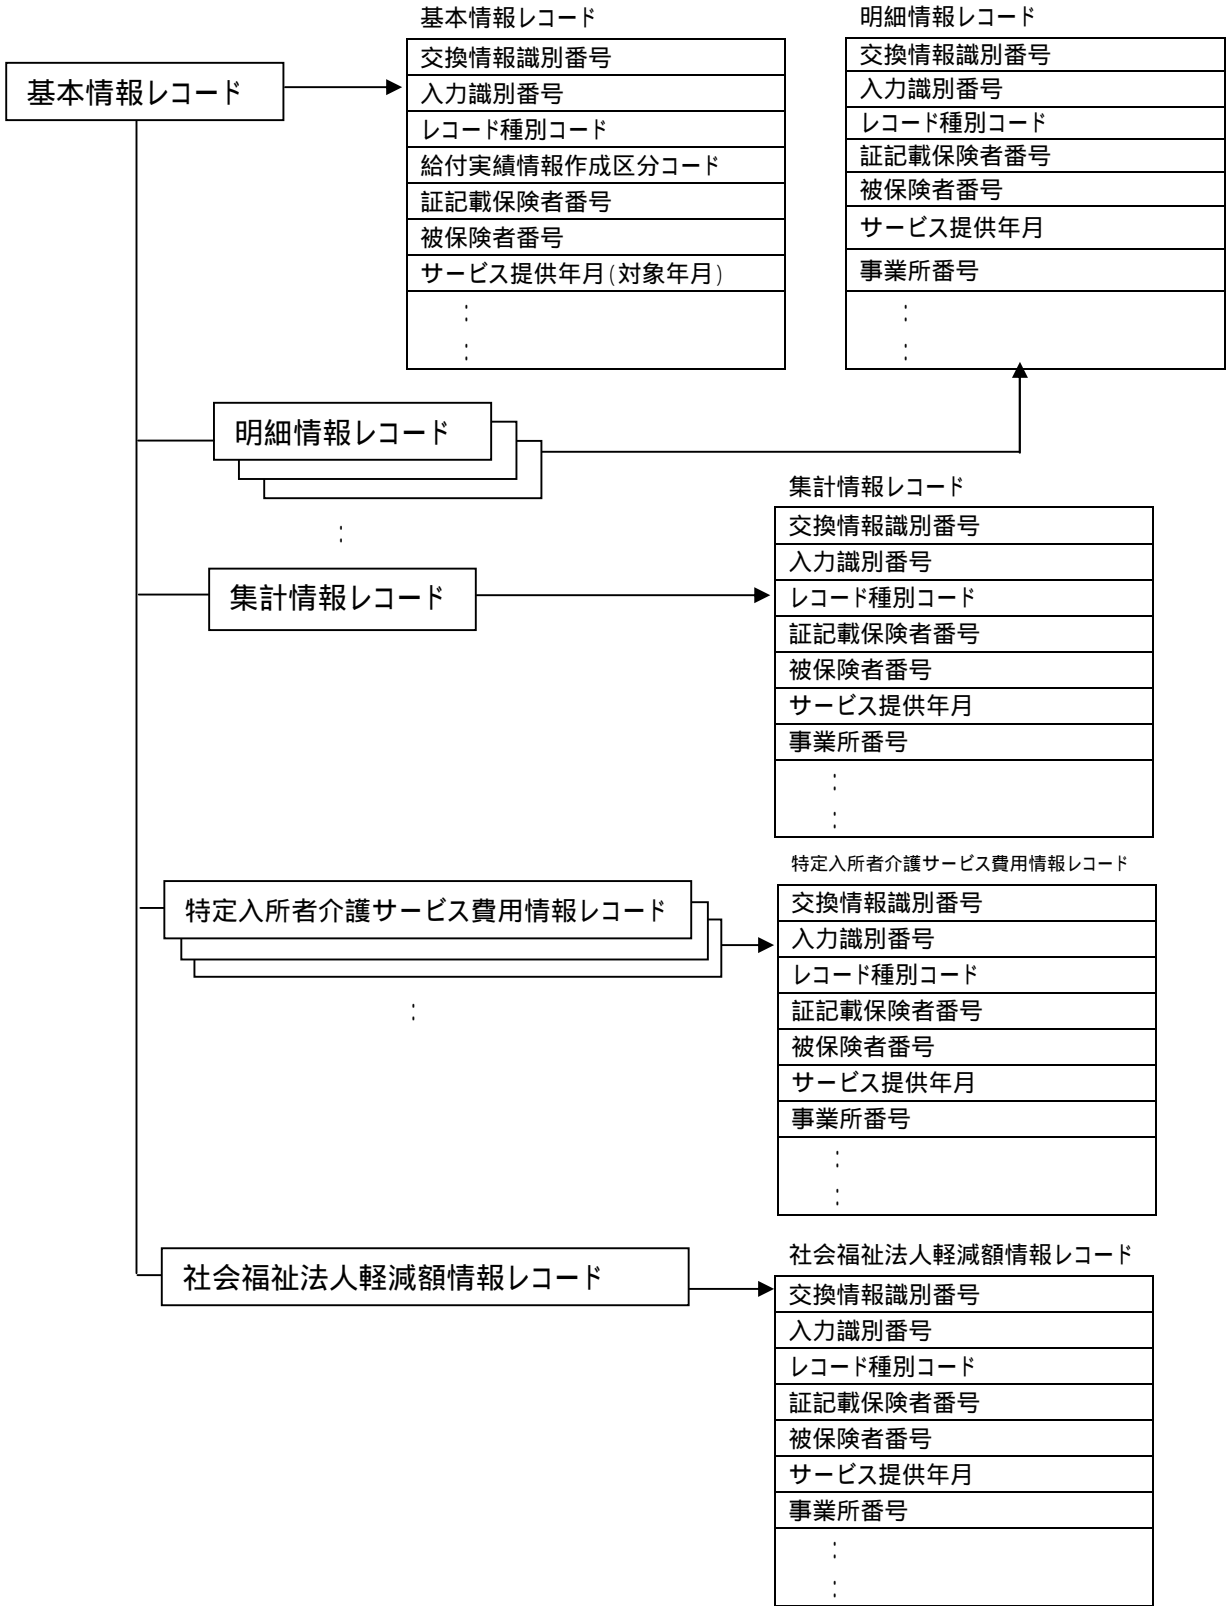 基本情報レコード
基本情報レコード
交換情報識別番号
入力識別番号
レコード種別コード
給付実績情報作成区分コード
証記載保険者番号
被保険者番号
サービス提供年月(対象年月)
:
:
明細情報レコード
交換情報識別番号
入力識別番号
レコード種別コード
証記載保険者番号
被保険者番号
サービス提供年月
事業所番号
:
:
明細情報レコード
:
集計情報レコード
集計情報レコード
交換情報識別番号
入力識別番号
レコード種別コード
証記載保険者番号
被保険者番号
サービス提供年月
事業所番号
:
:
特定入所者介護サービス費用情報レコード
:
特定入所者介護サービス費用情報レコード
交換情報識別番号
入力識別番号
レコード種別コード
証記載保険者番号
被保険者番号
サービス提供年月
事業所番号
:
:
社会福祉法人軽減額情報レコード
社会福祉法人軽減額情報レコード
交換情報識別番号
入力識別番号
レコード種別コード
証記載保険者番号
被保険者番号
サービス提供年月
事業所番号
:
: